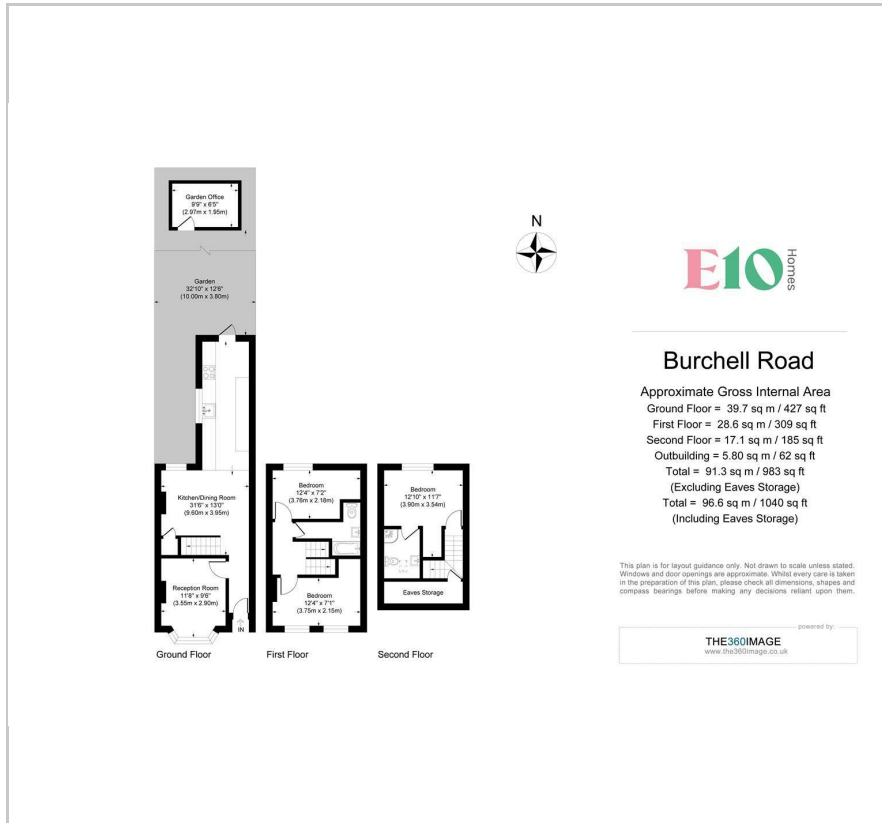 Garden Office
9'9" x 6'5"
(2.97m x 1.95m)
Garden
32'10" x 12'6"
(10.00m x 3.80m)
Kitchen/Dining Room
31'6" x 13'0"
(9.60m x 3.95m)
Reception Room
11'8" x 9'6"
(3.55m x 2.90m)
IN
Ground Floor
Bedroom
12'4" x 7'2"
(3.76m x 2.18m)
Bedroom
12'4" x 7'1"
(3.75m x 2.15m)
First Floor
Bedroom
12'10" x 11'7"
(3.90m x 3.54m)
Eaves Storage
Second Floor
N
E10
Homes
Burchell Road
Approximate Gross Internal Area
Ground Floor = 39.7 sq m / 427 sq ft
First Floor = 28.6 sq m / 309 sq ft
Second Floor = 17.1 sq m / 185 sq ft
Outbuilding = 5.80 sq m / 62 sq ft
Total = 91.3 sq m / 983 sq ft
(Excluding Eaves Storage)
Total = 96.6 sq m / 1040 sq ft
(Including Eaves Storage)
This plan is for layout guidance only. Not drawn to scale unless stated.
Windows and door openings are approximate. Whilst every care is taken
in the preparation of this plan, please check all dimensions, shapes and
compass bearings before making any decisions reliant upon them.
powered by:
THE360IMAGE
www.the360image.co.uk